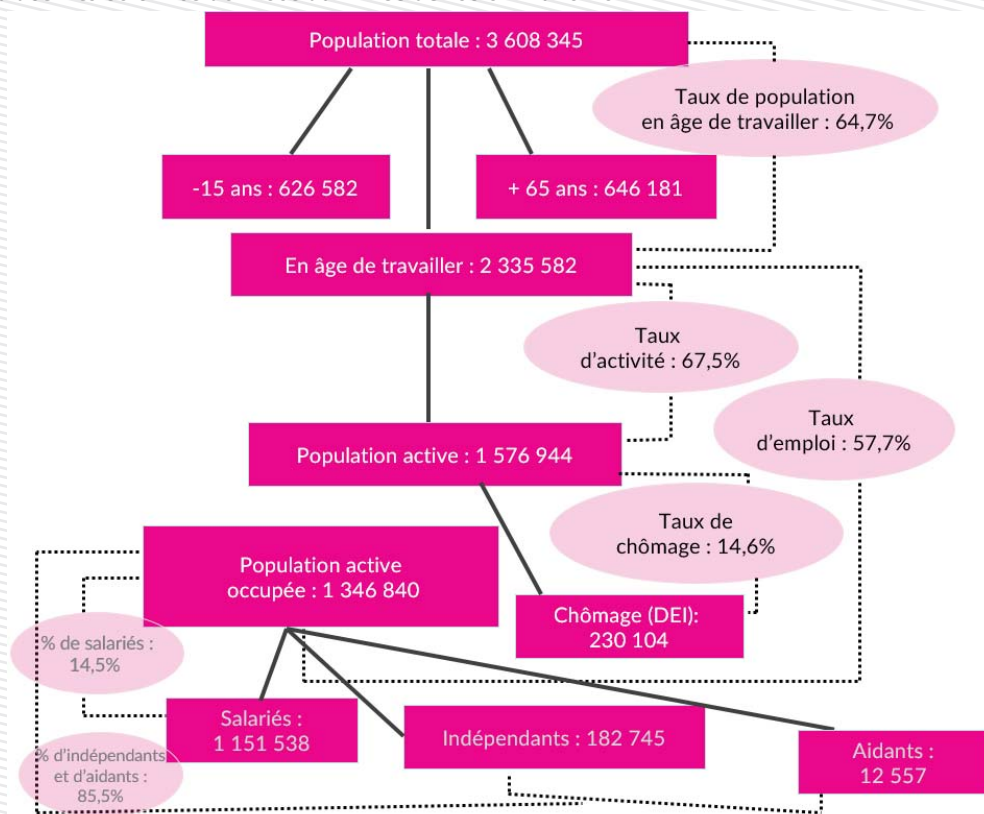 Population totale : 3 608 345
Taux de population
en âge de travailler : 64,7%
-15 ans : 626 582
+ 65 ans : 646 181
En âge de travailler : 2 335 582
Taux
d'activité : 67,5%
Taux
d'emploi : 57,7%
Population active : 1 576 944
Taux de
chômage : 14,6%
Population active
occupée : 1 346 840
Chômage (DEI):
230 104
% de salariés :
14,5%
Salariés :
1 151 538
Indépendants : 182 745
Aidants :
12 557
% d'indépendants
et d'aidants :
85,5%